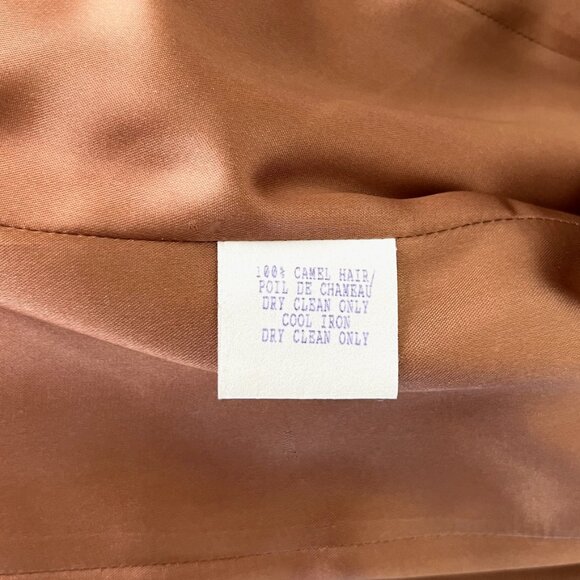 100% CAMEL HAIR/
POIL DE CHAMEAU
DRY CLEAN ONLY
COOL IRON
DRY CLEAN ONLY